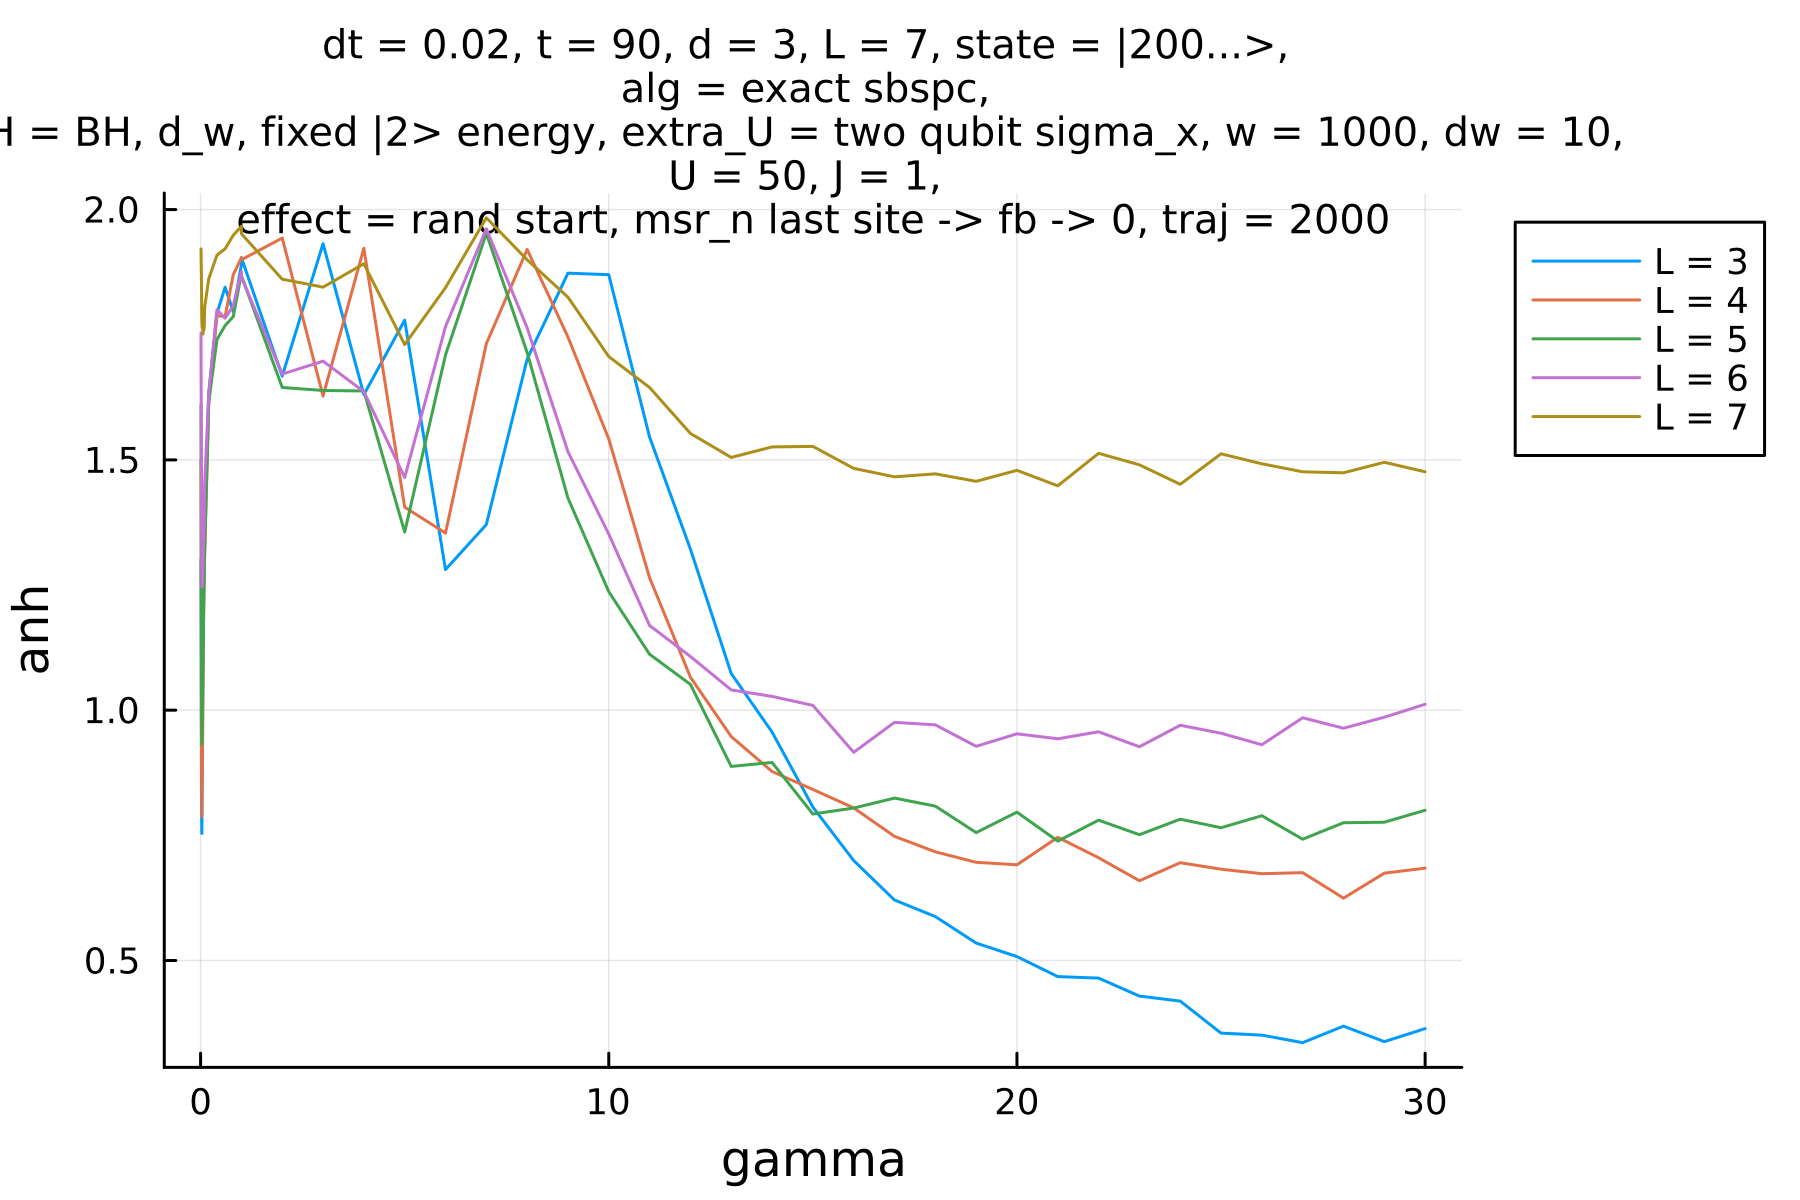 dt = 0.02, t = 90, d = 3, L = 7, state = |200...>,
alg = exact sbspc,
H = BH, d_w, fixed |2> energy, extra_U = two qubit sigma_x, w = 1000, dw = 10,
U = 50, J = 1,
effect = rand start, msr_n last site -> fb -> 0, traj = 2000
2.0
1.5
1.0
0.5
anh
0
10
20
30
gamma
L = 3
L = 4
L = 5
L = 6
L = 7